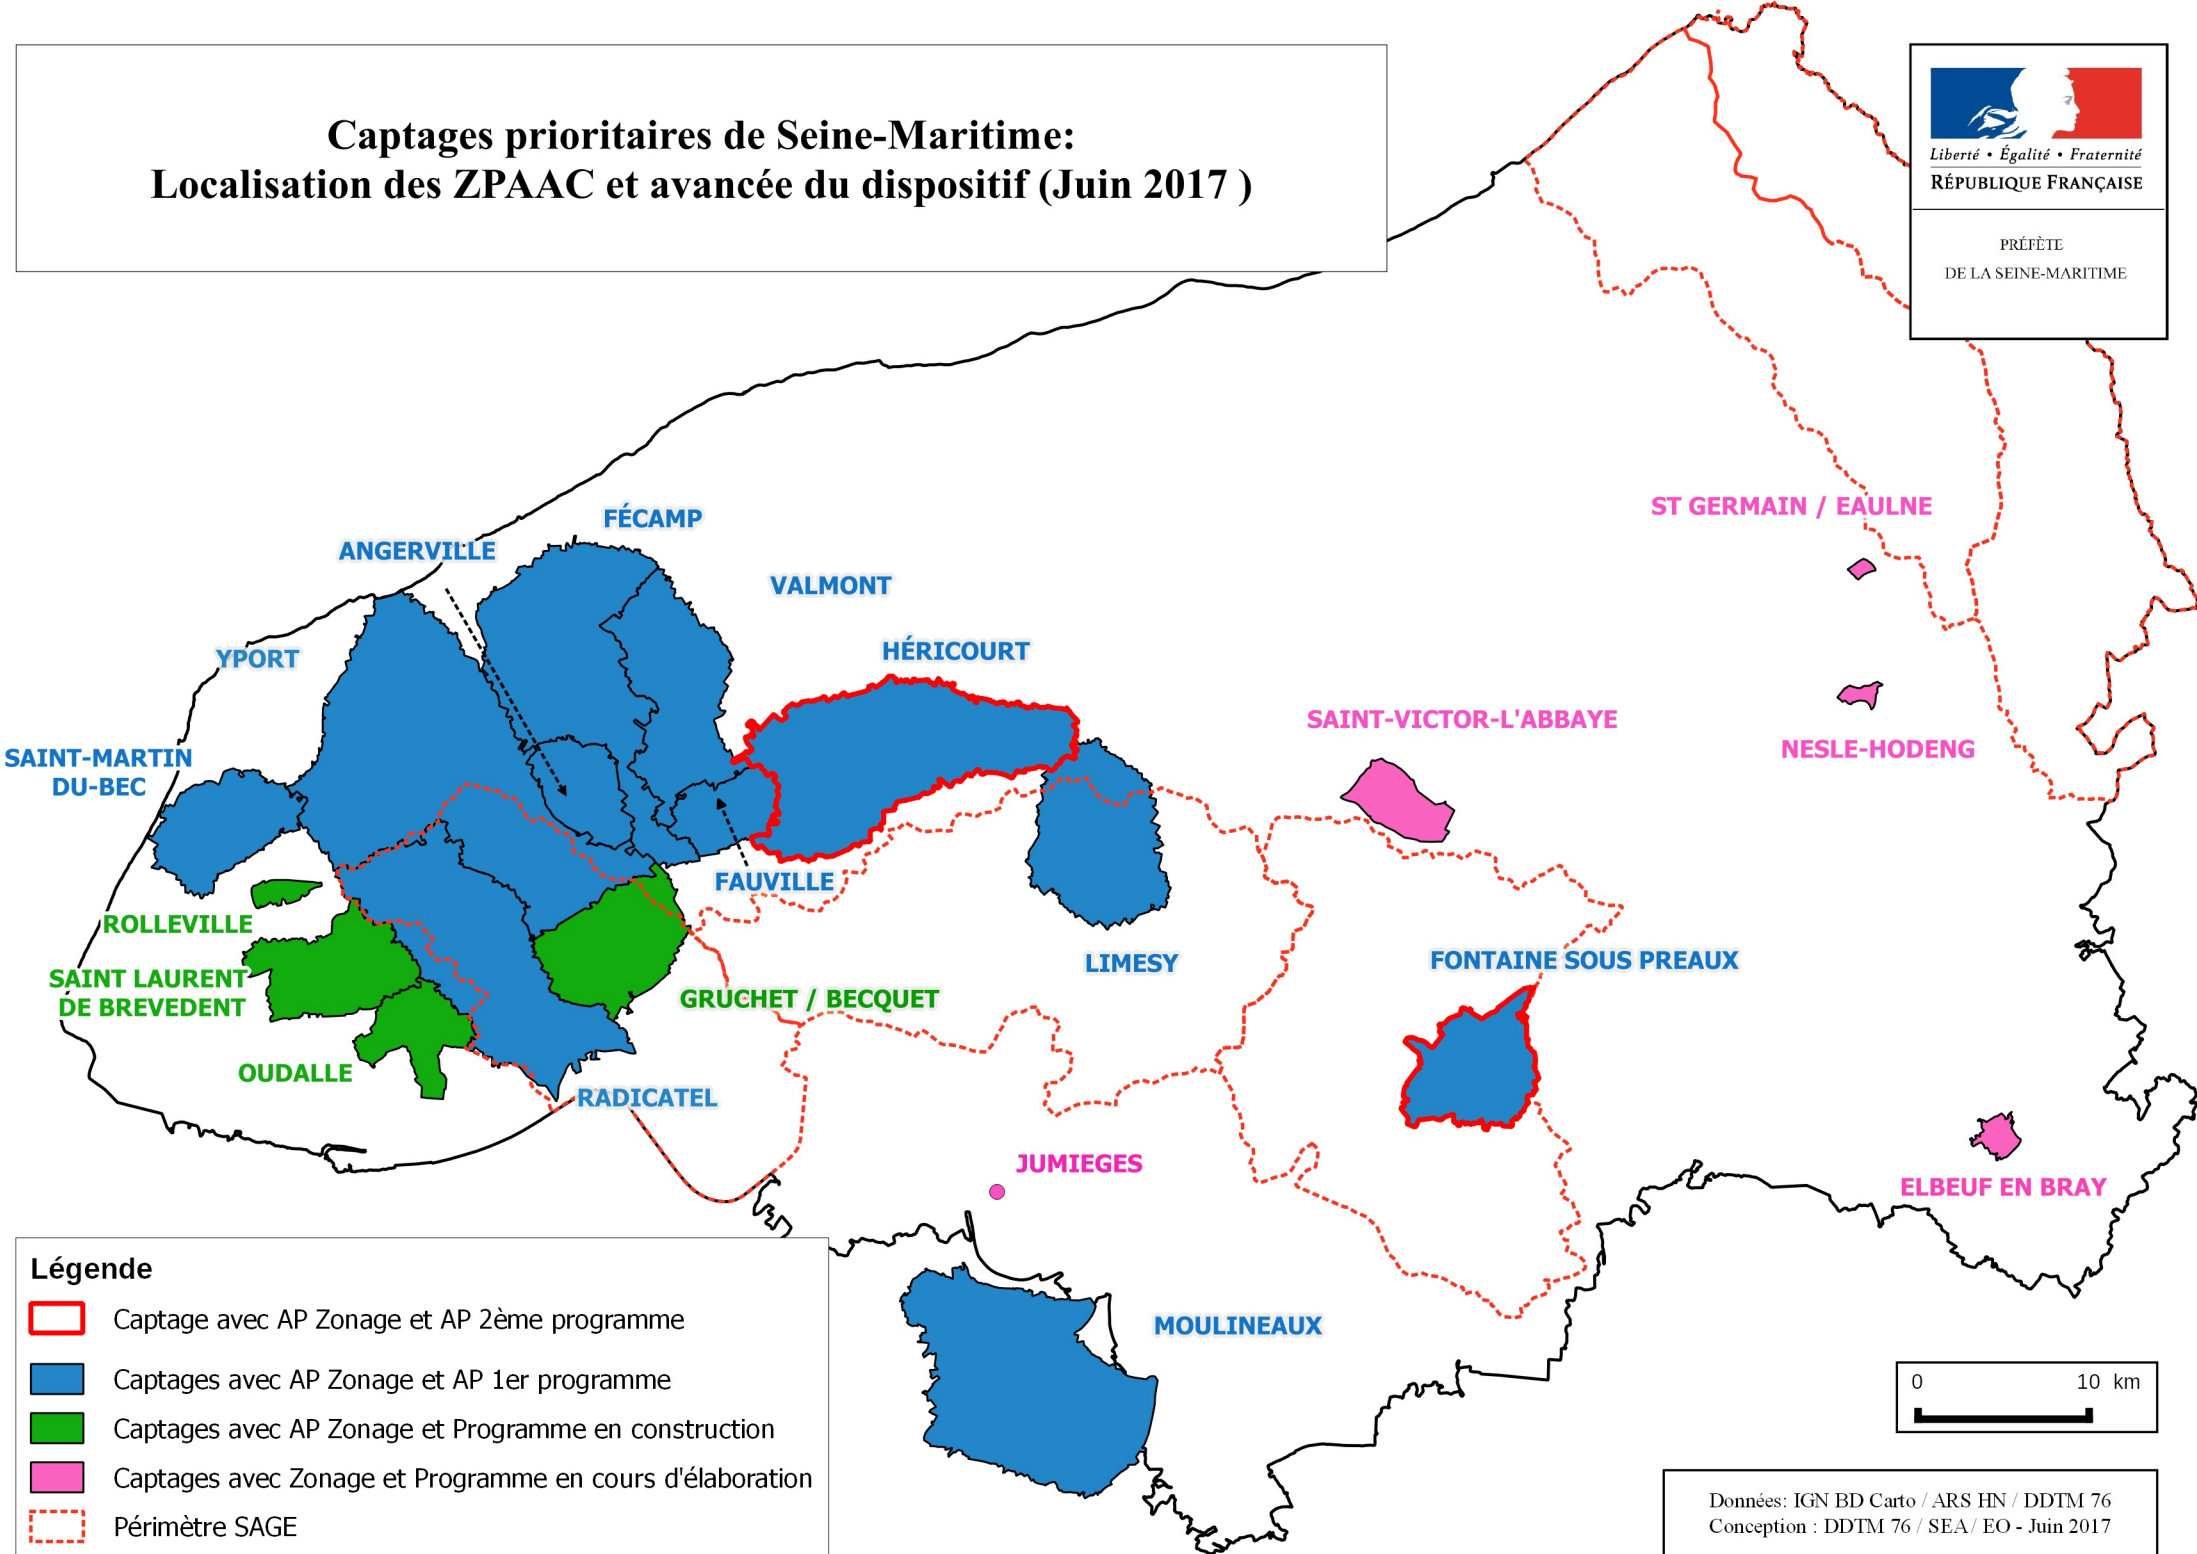 Captages prioritaires de Seine-Maritime:
Localisation des ZPAAC et avancée du dispositif (Juin 2017 )
Liberté • Égalité • Fraternité
RÉPUBLIQUE FRANÇAISE
PRÉFÈTE
DE LA SEINE-MARITIME
ST GERMAIN / EAULNE
FÉCAMP
ANGERVILLE
VALMONT
HÉRICOURT
YPORT
SAINT-VICTOR-L'ABBAYE
NESLE-HODENG
SAINT-MARTIN
DU-BEC
FAUVILLE
ROLLEVILLE
LIMESY
FONTAINE SOUS PREAUX
SAINT LAURENT
DE BREVEDENT
GRUCHET / BECQUET
OUDALLE
RADICATEL
JUMIEGES
ELBEUF EN BRAY
MOULINEAUX
Légende
Captage avec AP Zonage et AP 2ème programme
Captages avec AP Zonage et AP 1er programme
Captages avec AP Zonage et Programme en construction
Captages avec Zonage et Programme en cours d'élaboration
Périmètre SAGE
0 10 km
Données: IGN BD Carto / ARS HN / DDTM 76
Conception : DDTM 76 / SEA / EO - Juin 2017